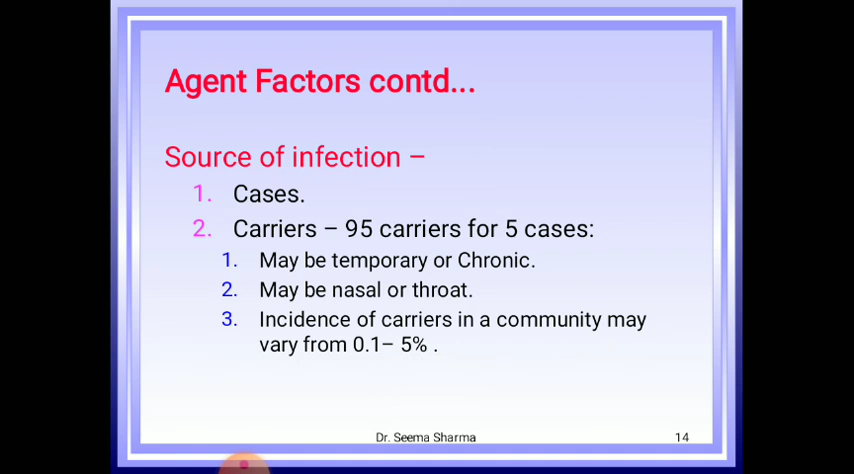 Agent Factors contd...
Source of infection –
1. Cases.
2. Carriers – 95 carriers for 5 cases:
1. May be temporary or Chronic.
2. May be nasal or throat.
3. Incidence of carriers in a community may
vary from 0.1– 5% .
Dr. Seema Sharma
14